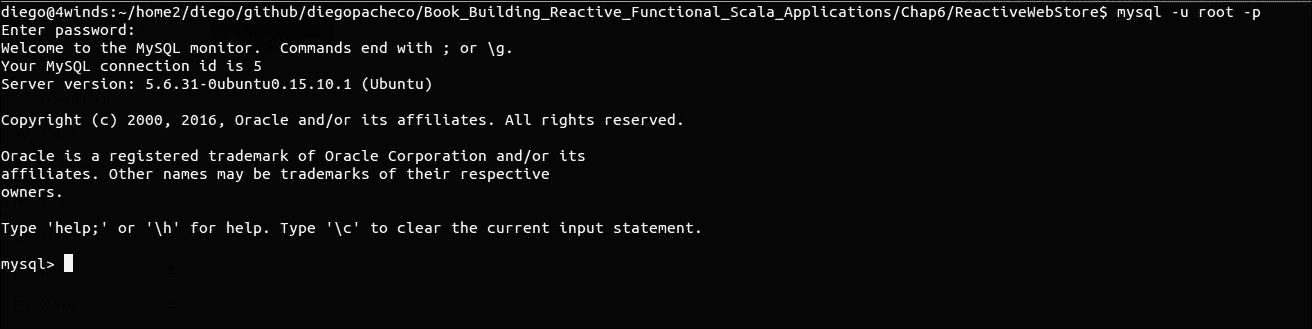 diego@4winds:~/home2/diego/github/diegopacheco/Book_Building_Reactive_Functional_Scala_Applications/Chap6/ReactiveWebStore$ mysql -u root -p
Enter password:
Welcome to the MySQL monitor.  Commands end with ; or \g.
Your MySQL connection id is 5
Server version: 5.6.31-0ubuntu0.15.10.1 (Ubuntu)
Copyright (c) 2000, 2016, Oracle and/or its affiliates. All rights reserved.
Oracle is a registered trademark of Oracle Corporation and/or its
affiliates. Other names may be trademarks of their respective
owners.
Type 'help;' or '\h' for help. Type '\c' to clear the current input statement.
mysql>